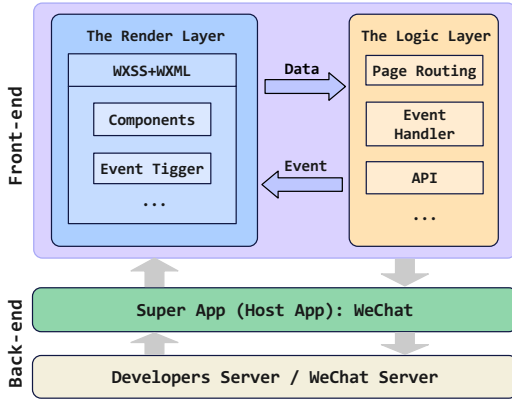 Front-end
The Render Layer
WXSS+WXML
Components
Event Tigger
...
Data
Event
The Logic Layer
Page Routing
Event
Handler
API
...
Back-end
Super App (Host App): WeChat
Developers Server / WeChat Server